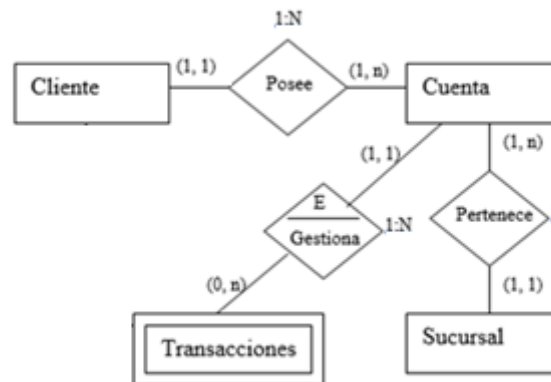 1:N
Cliente
(1, 1)
Posee
(1, n)
Cuenta
(1, 1)
(1, n)
E
Gestiona
1:N
Pertenece
(0, n)
(1, 1)
Transacciones
Sucursal